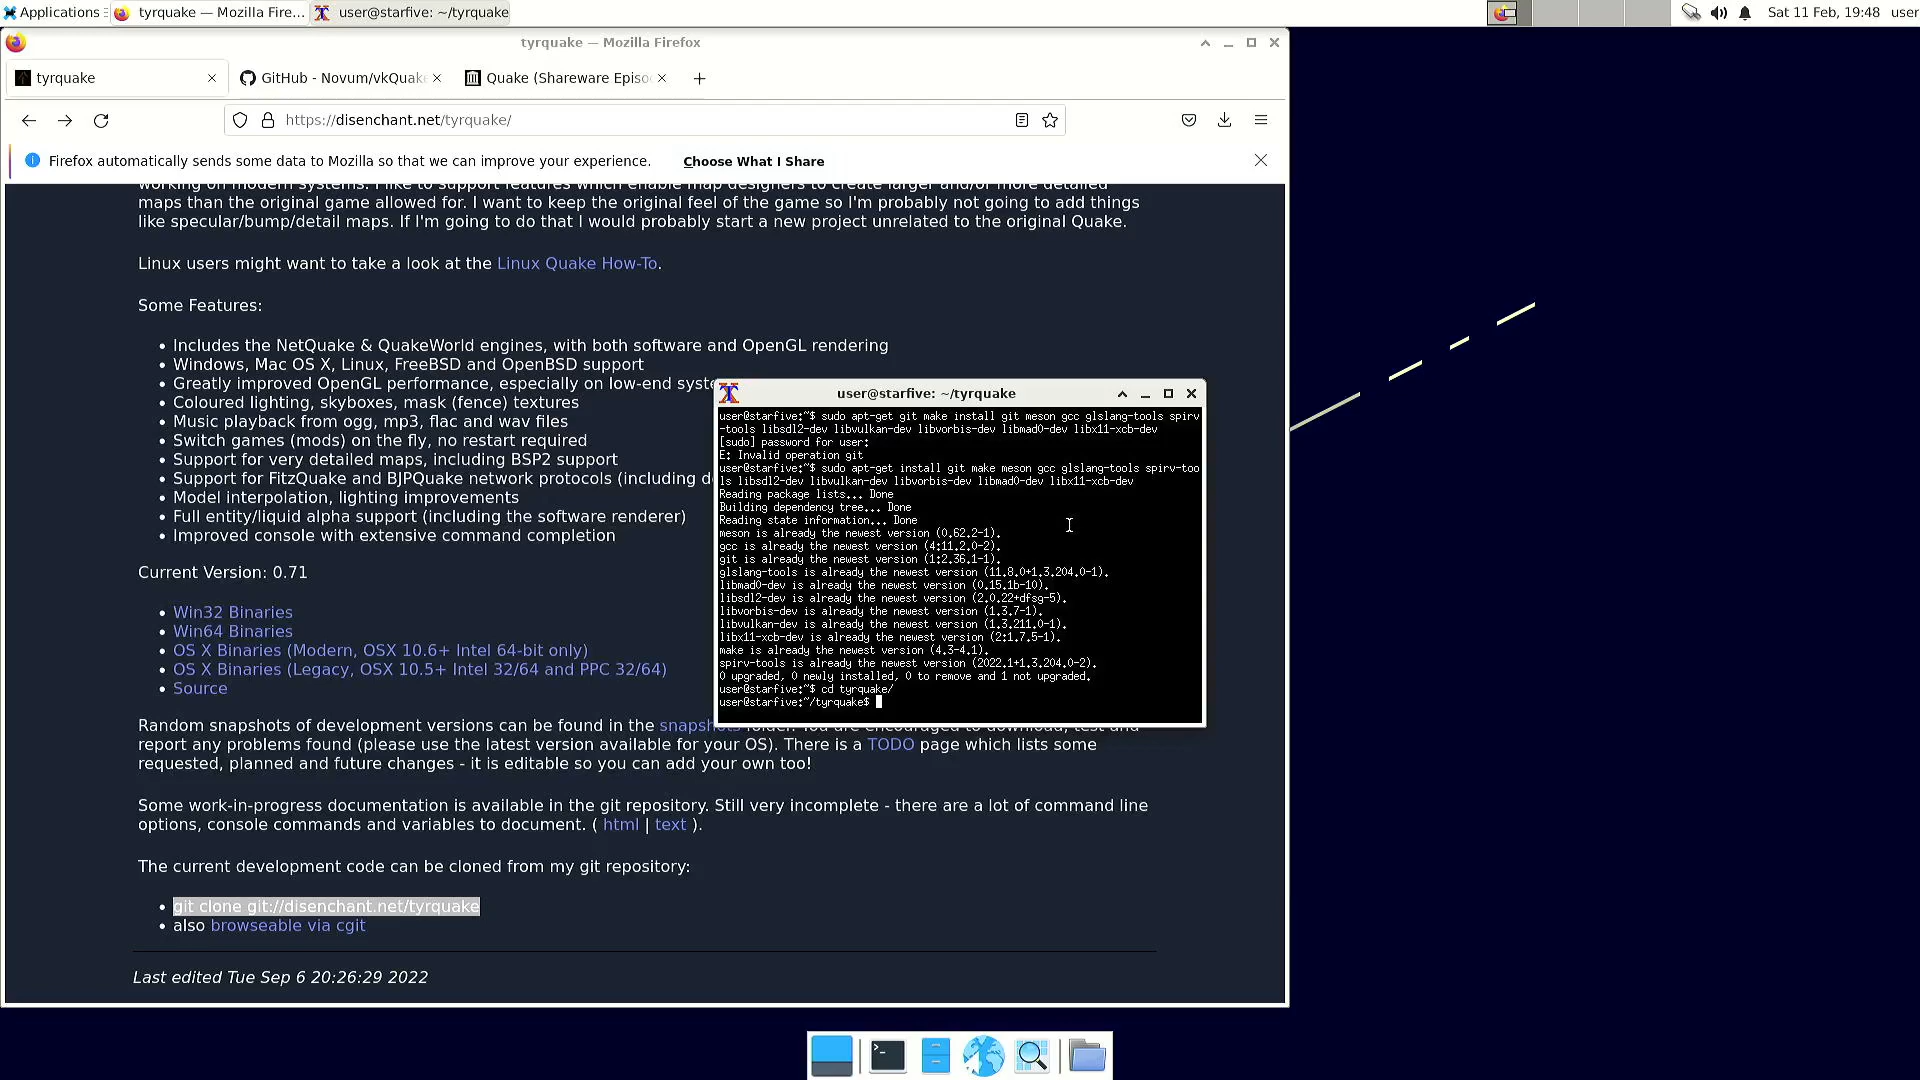 Applications
tyrquake — Mozilla Fire...
user@starfive: ~/tyrquake
Sat 11 Feb, 19:48
user
tyrquake — Mozilla Firefox
tyrquake
GitHub - Novum/vkQuake
Quake (Shareware Episo
https://disenchant.net/tyrquake/
Firefox automatically sends some data to Mozilla so that we can improve your experience.
Choose What I Share
working on modern systems. I like to support features which enable map designers to create larger and/or more detailed
maps than the original game allowed for. I want to keep the original feel of the game so I'm probably not going to add things
like specular/bump/detail maps. If I'm going to do that I would probably start a new project unrelated to the original Quake.
Linux users might want to take a look at the Linux Quake How-To.
Some Features:
• Includes the NetQuake & QuakeWorld engines, with both software and OpenGL rendering
• Windows, Mac OS X, Linux, FreeBSD and OpenBSD support
• Greatly improved OpenGL performance, especially on low-end syste
• Coloured lighting, skyboxes, mask (fence) textures
• Music playback from ogg, mp3, flac and wav files
• Switch games (mods) on the fly, no restart required
• Support for very detailed maps, including BSP2 support
• Support for FitzQuake and BJPQuake network protocols (including d
• Model interpolation, lighting improvements
• Full entity/liquid alpha support (including the software renderer)
• Improved console with extensive command completion
Current Version: 0.71
• Win32 Binaries
• Win64 Binaries
• OS X Binaries (Modern, OSX 10.6+ Intel 64-bit only)
• OS X Binaries (Legacy, OSX 10.5+ Intel 32/64 and PPC 32/64)
• Source
Random snapshots of development versions can be found in the snapshots folder. You are encouraged to download, test and
report any problems found (please use the latest version available for your OS). There is a TODO page which lists some
requested, planned and future changes - it is editable so you can add your own too!
Some work-in-progress documentation is available in the git repository. Still very incomplete - there are a lot of command line
options, console commands and variables to document. ( html | text ).
The current development code can be cloned from my git repository:
• git clone git://disenchant.net/tyrquake
• also browseable via cgit
Last edited Tue Sep 6 20:26:29 2022
user@starfive: ~/tyrquake
user@starfive:~$ sudo apt-get git make install git meson gcc glslang-tools spirv
-tools libsdl2-dev libvulkan-dev libvorbis-dev libmad0-dev libx11-xcb-dev
[sudo] password for user:
E: Invalid operation git
user@starfive:~$ sudo apt-get install git make meson gcc glslang-tools spirv-too
ls libsdl2-dev libvulkan-dev libvorbis-dev libmad0-dev libx11-xcb-dev
Reading package lists... Done
Building dependency tree... Done
Reading state information... Done
meson is already the newest version (0.62.2-1).
gcc is already the newest version (4:11.2.0-2).
git is already the newest version (1:2.36.1-1).
glslang-tools is already the newest version (11.8.0+1.3.204.0-1).
libmad0-dev is already the newest version (0.15.1b-10).
libsdl2-dev is already the newest version (2.0.22+dfsg-5).
libvorbis-dev is already the newest version (1.3.7-1).
libvulkan-dev is already the newest version (1.3.211.0-1).
libx11-xcb-dev is already the newest version (2:1.7.5-1).
make is already the newest version (4.3-4.1).
spirv-tools is already the newest version (2022.1+1.3.204.0-2).
0 upgraded, 0 newly installed, 0 to remove and 1 not upgraded.
user@starfive:~$ cd tyrquake/
user@starfive:~/tyrquake$